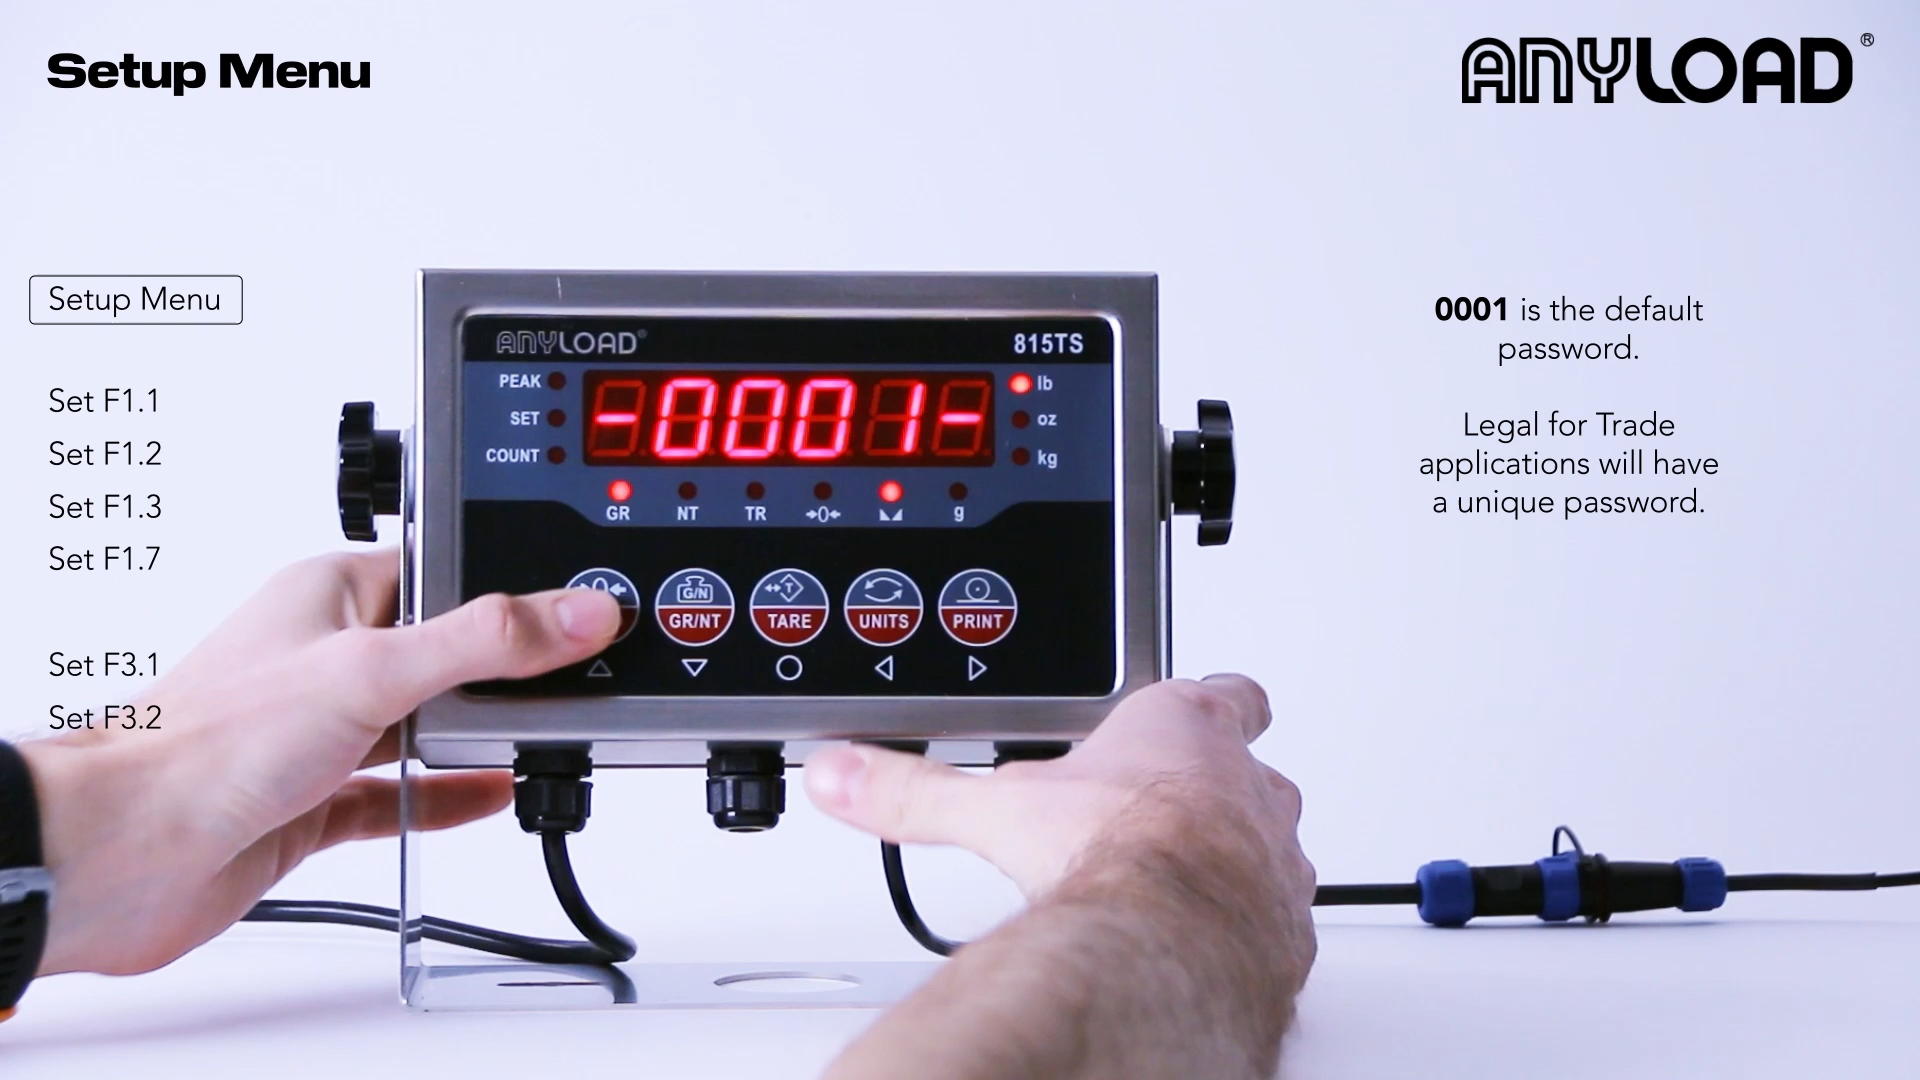 Setup Menu
ANYLOAD®
Setup Menu
Set F1.1
Set F1.2
Set F1.3
Set F1.7
Set F3.1
Set F3.2
0001 is the default
password.
Legal for Trade
applications will have
a unique password.
ANYLOAD®
815TS
PEAK
SET
COUNT
-0001-
lb
oz
kg
GR NT TR →0← g
→0←
G/N
GR/NT
T
TARE
UNITS
PRINT